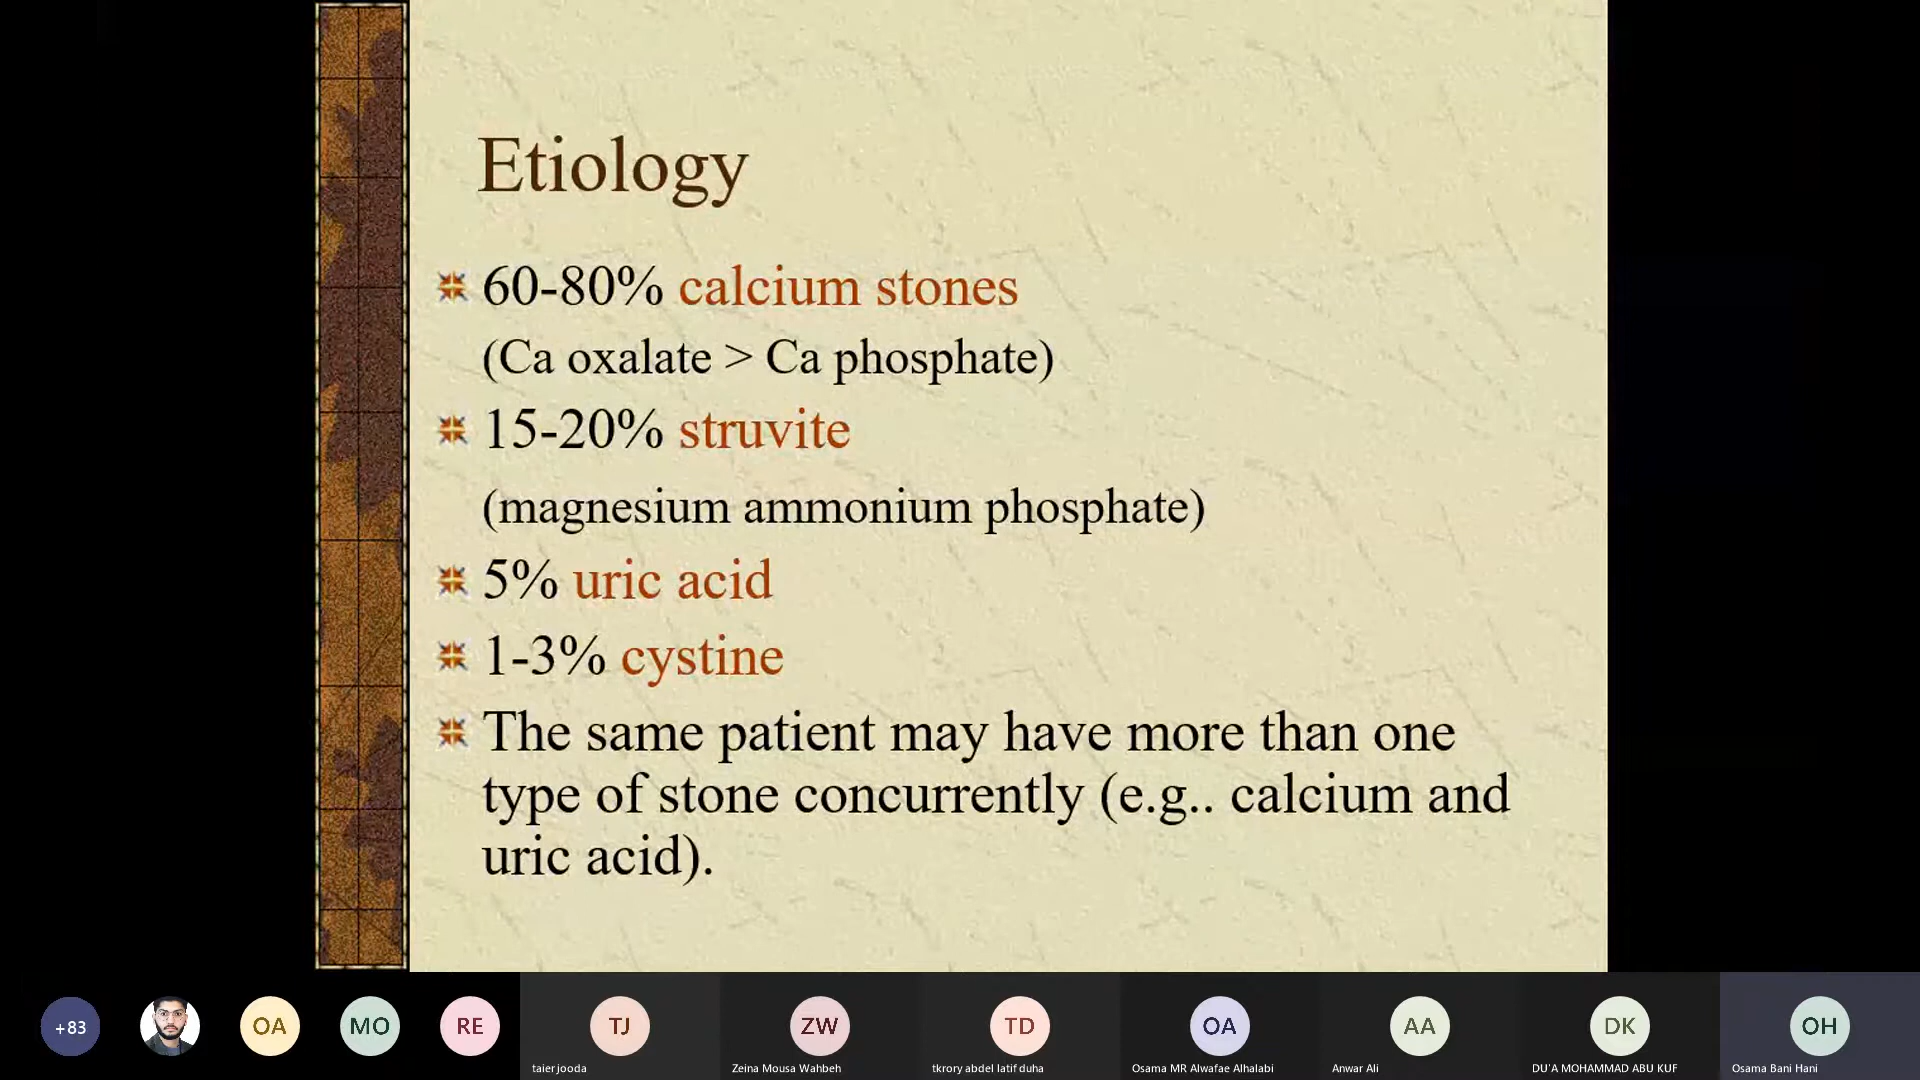 Etiology
60-80% calcium stones
(Ca oxalate > Ca phosphate)
15-20% struvite
(magnesium ammonium phosphate)
5% uric acid
1-3% cystine
The same patient may have more than one
type of stone concurrently (e.g.. calcium and
uric acid).
+83
OA
MO
RE
TJ
ZW
TD
OA
AA
DK
OH
taier jooda
Zeina Mousa Wahbeh
tkrory abdel latif duha
Osama MR Alwafae Alhalabi
Anwar Ali
DU'A MOHAMMAD ABU KUF
Osama Bani Hani